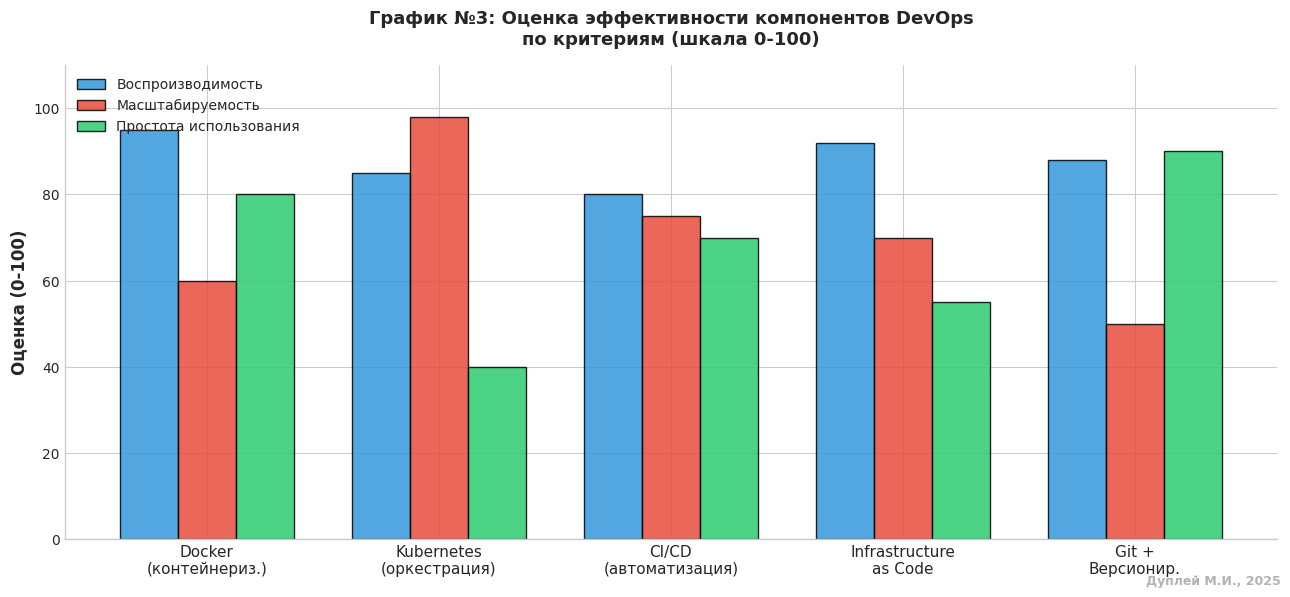 График №3: Оценка эффективности компонентов DevOps
по критериям (шкала 0-100)
Воспроизводимость
Масштабируемость
Простота использования
Оценка (0-100)
100
80
60
40
20
0
Docker
(контейнериз.)
Kubernetes
(оркестрация)
CI/CD
(автоматизация)
Infrastructure
as Code
Git +
Версионир.
Дуплей М.И., 2025